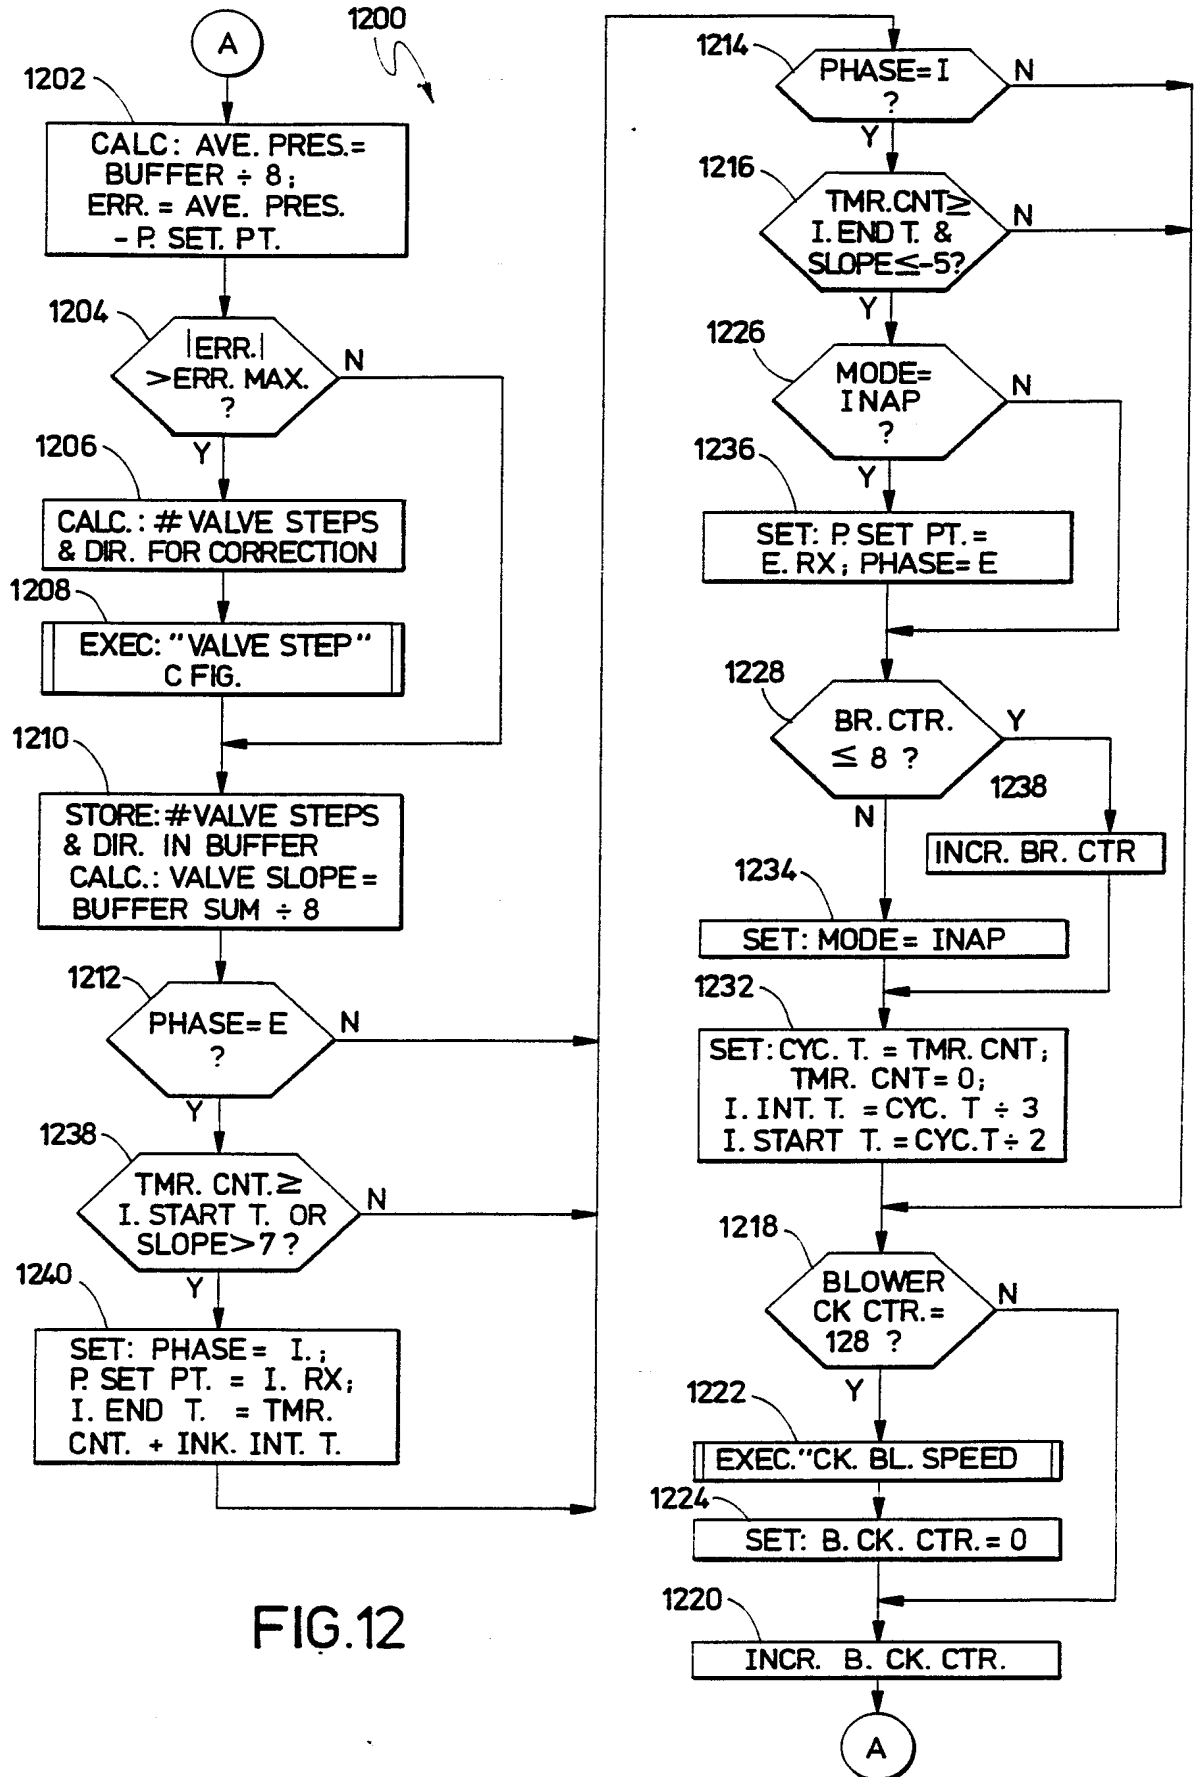 1200
A
1202
CALC: AVE. PRES.=
BUFFER ÷ 8;
ERR. = AVE. PRES.
- P. SET. PT.
1204
|ERR.|
>ERR. MAX.
?
N
Y
1206
CALC.: # VALVE STEPS
& DIR. FOR CORRECTION
1208
EXEC: "VALVE STEP"
C FIG.
1210
STORE: #VALVE STEPS
& DIR. IN BUFFER
CALC.: VALVE SLOPE =
BUFFER SUM ÷ 8
1212
PHASE= E
?
N
Y
1238
TMR. CNT.≥
I. START T. OR
SLOPE>7 ?
N
Y
1240
SET: PHASE= I.;
P. SET PT. = I. RX;
I. END T. = TMR.
CNT. + INK. INT. T.
1214
PHASE= I
?
N
Y
1216
TMR.CNT≥
I. END T. &
SLOPE≤-5?
N
Y
1226
MODE=
INAP
?
N
Y
1236
SET: P. SET PT.=
E. RX; PHASE= E
1228
BR. CTR.
≤ 8 ?
Y
N
1238
INCR. BR. CTR
1234
SET: MODE= INAP
1232
SET: CYC. T. = TMR. CNT;
TMR. CNT= 0;
I. INT. T. = CYC. T ÷ 3
I. START T. = CYC.T÷ 2
1218
BLOWER
CK CTR.=
128 ?
N
Y
1222
EXEC."CK. BL. SPEED
1224
SET: B. CK. CTR.= 0
1220
INCR. B. CK. CTR.
A
FIG.12